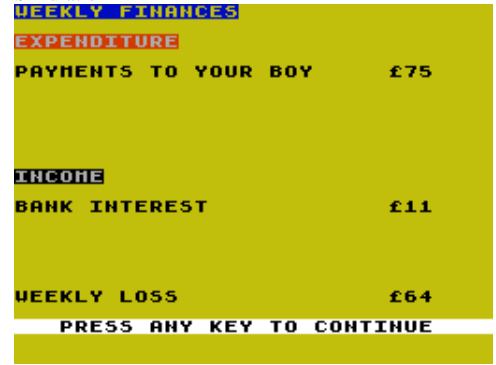 WEEKLY FINANCES
EXPENDITURE
PAYMENTS TO YOUR BOY £75
INCOME
BANK INTEREST £11
WEEKLY LOSS £64
PRESS ANY KEY TO CONTINUE